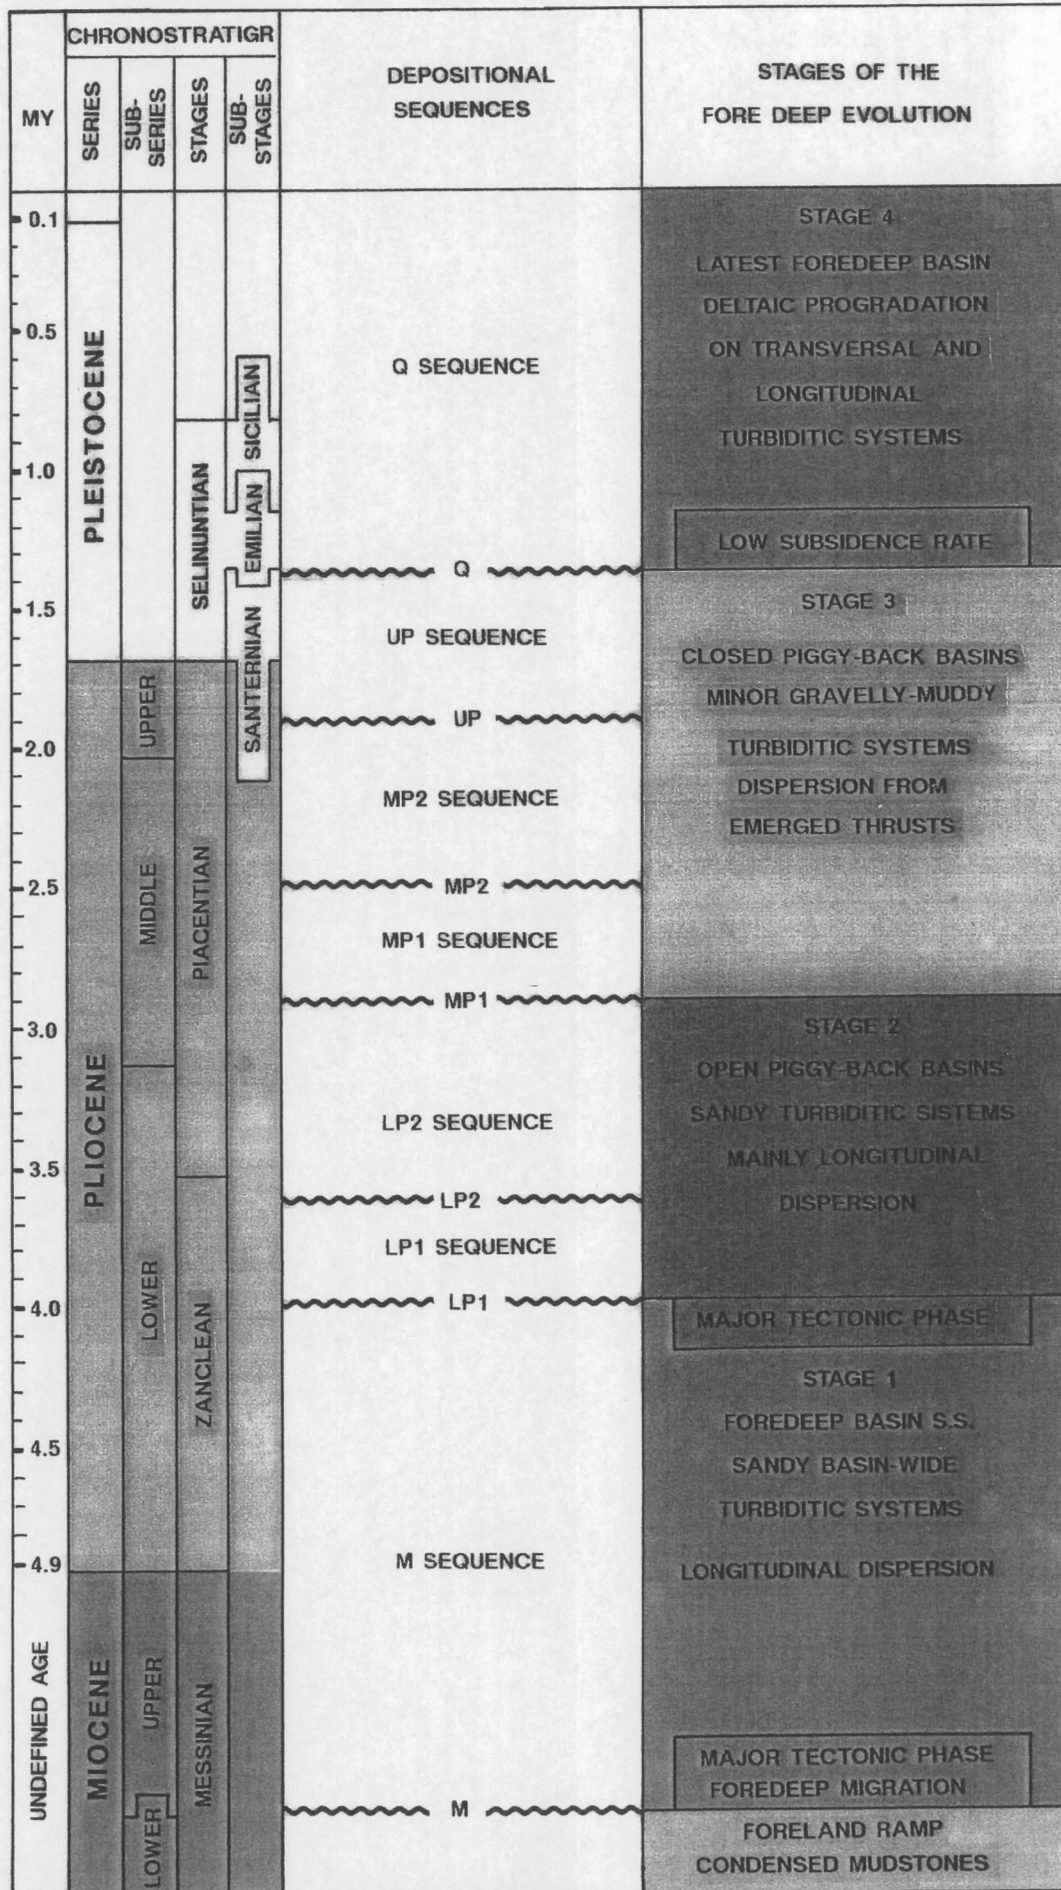 CHRONOSTRATIGR
MY
SERIES
SUB-
SERIES
STAGES
SUB-
STAGES
DEPOSITIONAL
SEQUENCES
STAGES OF THE
FORE DEEP EVOLUTION
0.1
0.5
1.0
1.5
2.0
2.5
3.0
3.5
4.0
4.5
4.9
UNDEFINED AGE
PLEISTOCENE
PLIOCENE
MIOCENE
UPPER
MIDDLE
LOWER
UPPER
LOWER
SELINUNTIAN
PIACENTIAN
ZANCLEAN
MESSINIAN
SICILIAN
EMILIAN
SANTERNIAN
Q SEQUENCE
Q
UP SEQUENCE
UP
MP2 SEQUENCE
MP2
MP1 SEQUENCE
MP1
LP2 SEQUENCE
LP2
LP1 SEQUENCE
LP1
M SEQUENCE
M
STAGE 4
LATEST FOREDEEP BASIN
DELTAIC PROGRADATION
ON TRANSVERSAL AND
LONGITUDINAL
TURBIDITIC SYSTEMS
LOW SUBSIDENCE RATE
STAGE 3
CLOSED PIGGY-BACK BASINS
MINOR GRAVELLY-MUDDY
TURBIDITIC SYSTEMS
DISPERSION FROM
EMERGED THRUSTS
STAGE 2
OPEN PIGGY-BACK BASINS
SANDY TURBIDITIC SISTEMS
MAINLY LONGITUDINAL
DISPERSION
MAJOR TECTONIC PHASE
STAGE 1
FOREDEEP BASIN S.S.
SANDY BASIN-WIDE
TURBIDITIC SYSTEMS
LONGITUDINAL DISPERSION
MAJOR TECTONIC PHASE
FOREDEEP MIGRATION
FORELAND RAMP
CONDENSED MUDSTONES